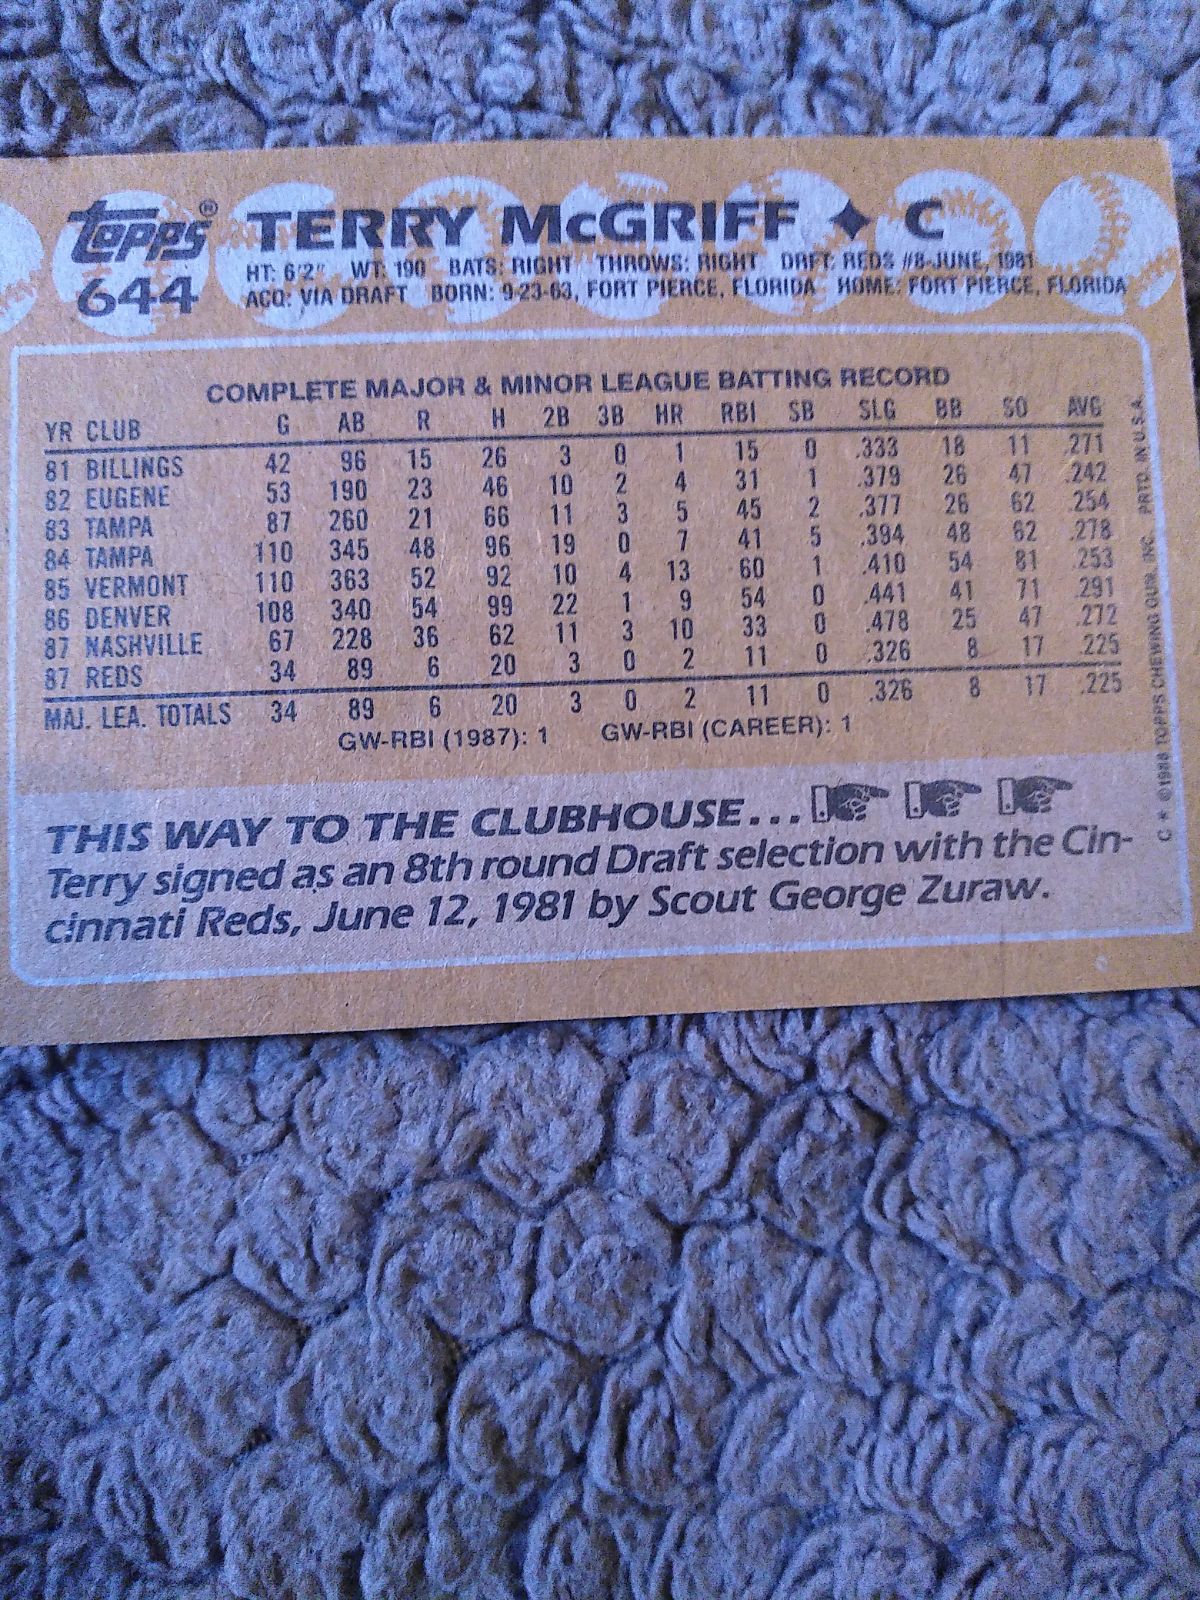 topps® TERRY McGRIFF ♦ C
644
HT: 6'2" WT: 190 BATS: RIGHT THROWS: RIGHT DRFT: REDS #8-JUNE, 1981
ACQ: VIA DRAFT BORN: 9-23-63, FORT PIERCE, FLORIDA HOME: FORT PIERCE, FLORIDA
COMPLETE MAJOR & MINOR LEAGUE BATTING RECORD
YR CLUB G AB R H 2B 3B HR RBI SB SLG BB SO AVG
81 BILLINGS 42 96 15 26 3 0 1 15 0 .333 18 11 .271
82 EUGENE 53 190 23 46 10 2 4 31 1 .379 26 47 .242
83 TAMPA 87 260 21 66 11 3 5 45 2 .377 26 62 .254
84 TAMPA 110 345 48 96 19 0 7 41 5 .394 48 62 .278
85 VERMONT 110 363 52 92 10 4 13 60 1 .410 54 81 .253
86 DENVER 108 340 54 99 22 1 9 54 0 .441 41 71 .291
87 NASHVILLE 67 228 36 62 11 3 10 33 0 .478 25 47 .272
87 REDS 34 89 6 20 3 0 2 11 0 .326 8 17 .225
MAJ. LEA. TOTALS 34 89 6 20 3 0 2 11 0 .326 8 17 .225
GW-RBI (1987): 1 GW-RBI (CAREER): 1
THIS WAY TO THE CLUBHOUSE...
Terry signed as an 8th round Draft selection with the Cin-
cinnati Reds, June 12, 1981 by Scout George Zuraw.
C * ©1988 TOPPS CHEWING GUM, INC. PRTD. IN U.S.A.